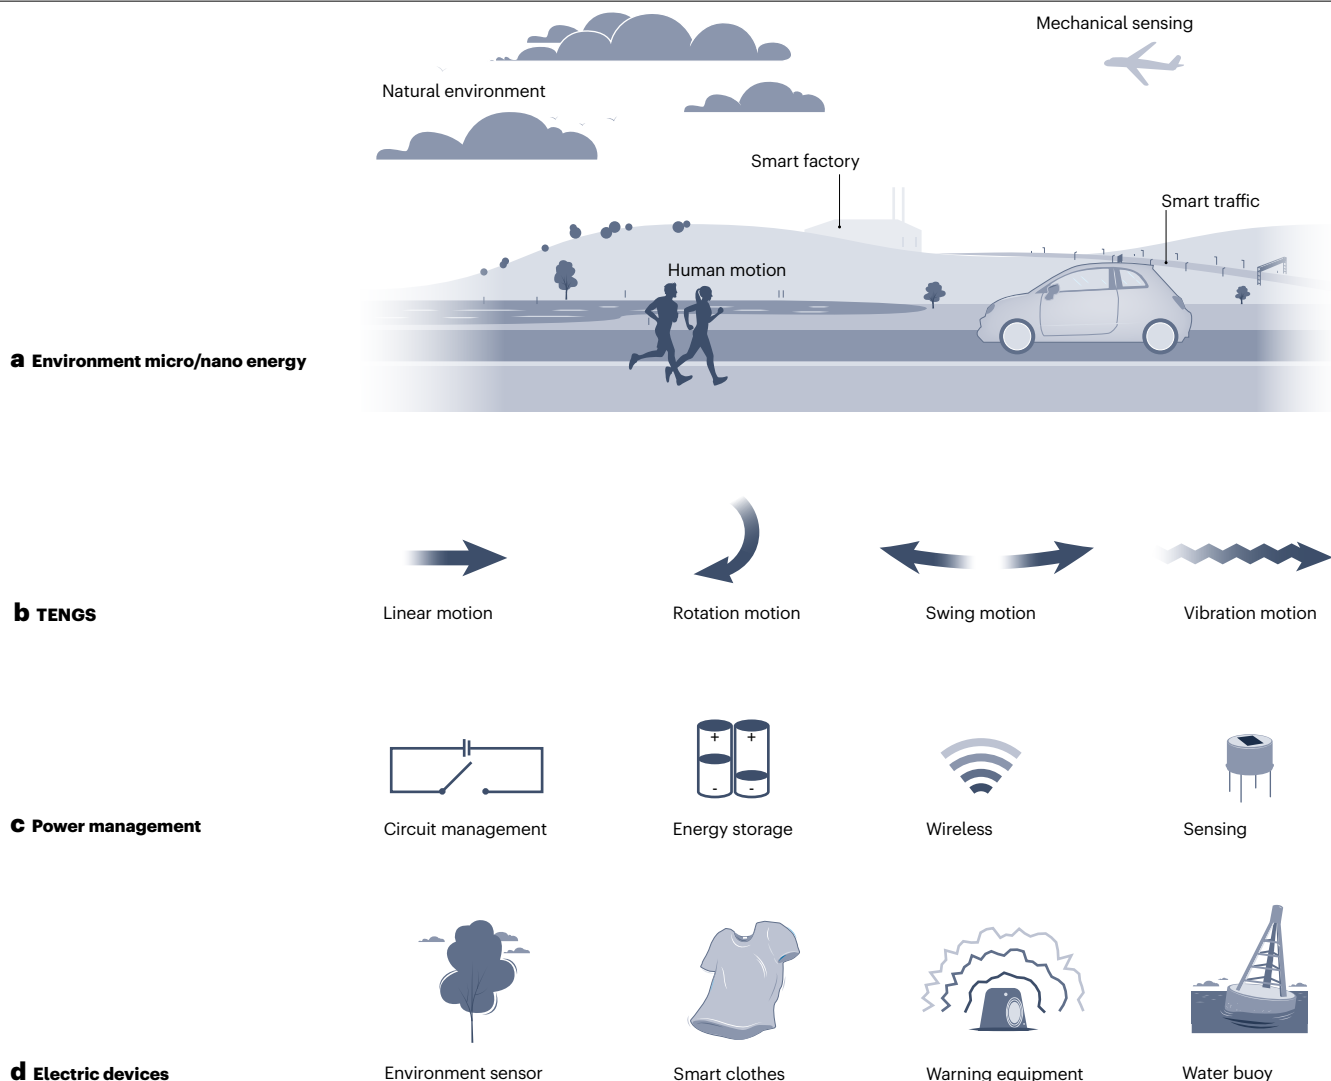 Mechanical sensing
Natural environment
Smart factory
Smart traffic
Human motion
a Environment micro/nano energy
b TENGS
Linear motion
Rotation motion
Swing motion
Vibration motion
+ +
- -
c Power management
Circuit management
Energy storage
Wireless
Sensing
d Electric devices
Environment sensor
Smart clothes
Warning equipment
Water buoy